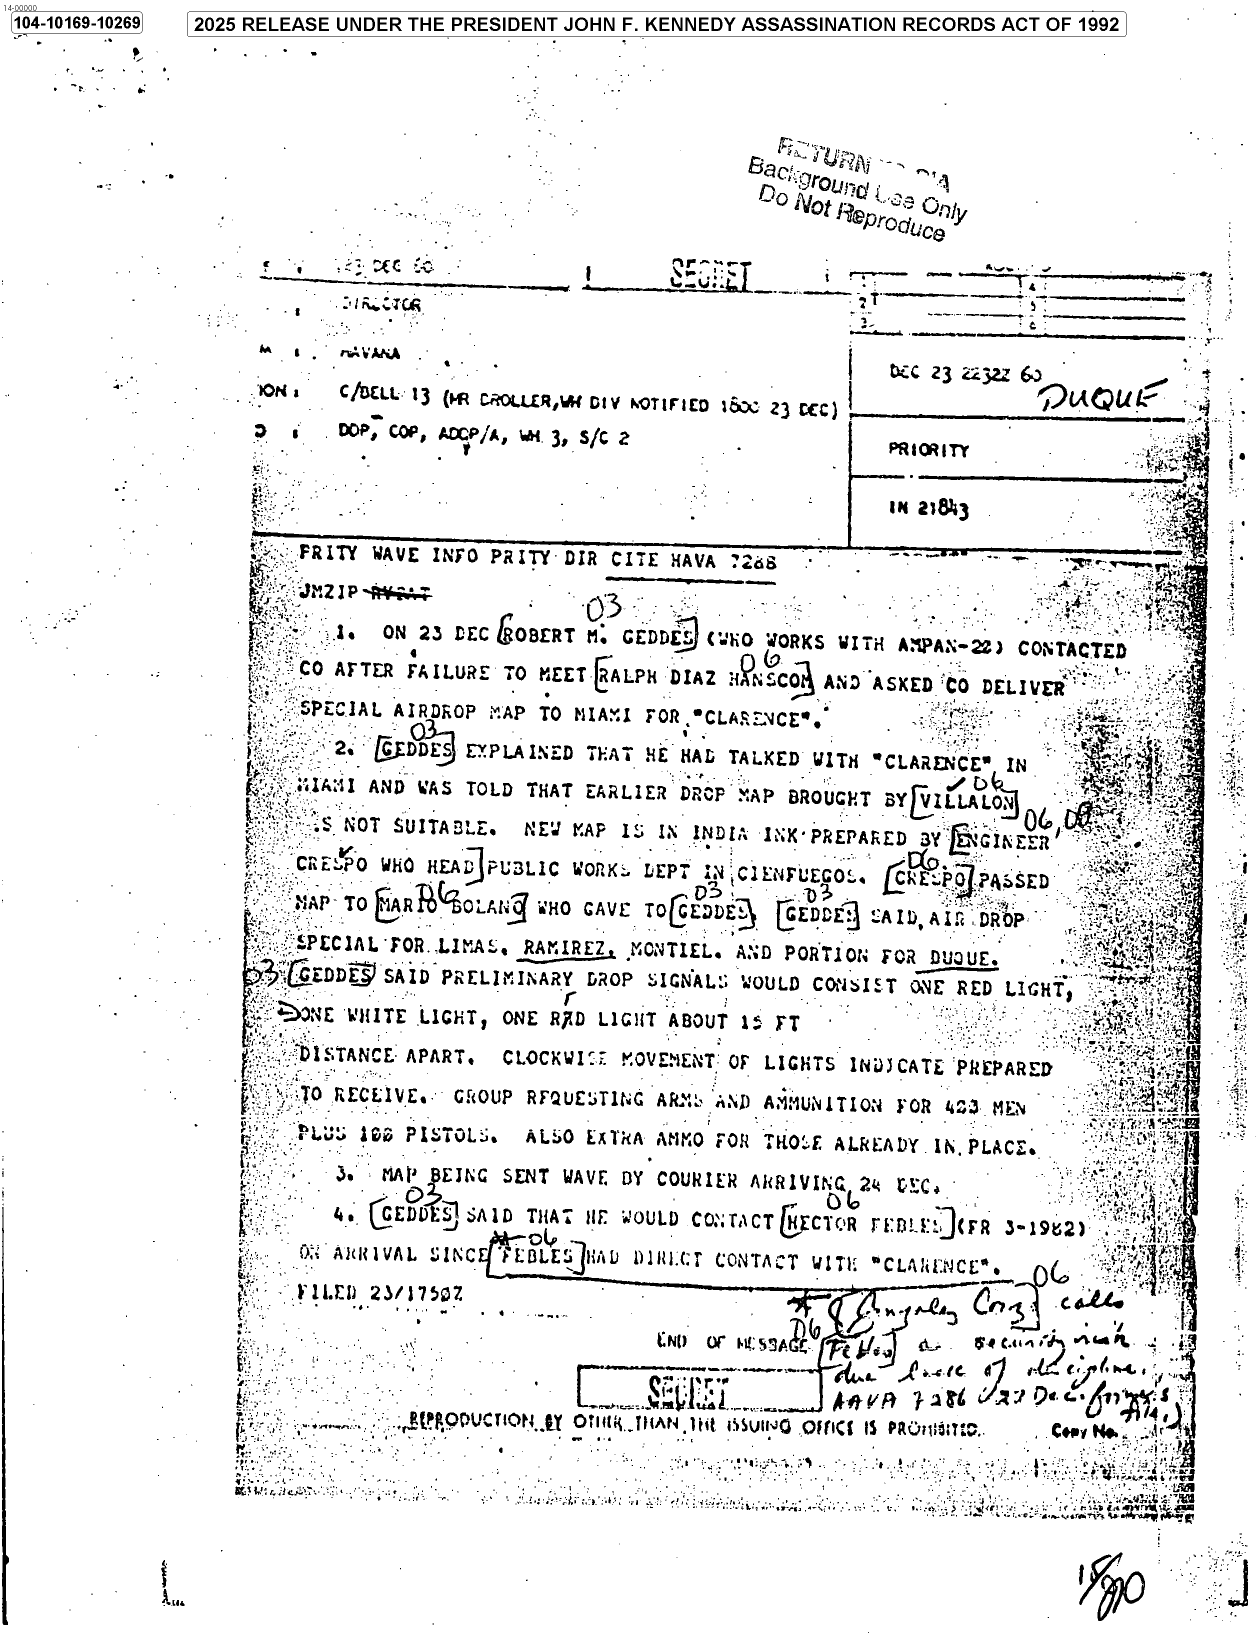 14-00000
104-10169-10269
2025 RELEASE UNDER THE PRESIDENT JOHN F. KENNEDY ASSASSINATION RECORDS ACT OF 1992
RETURN CIA
Background Use Only
Do Not Reproduce
23 DEC 60
SECRET
1 4
2 5
3 6
DIRECTOR
HAVANA
ION : C/BELL 13 (MR DROLLER, WH DIV NOTIFIED 1800 23 DEC)
DDP, COP, ADDP/A, WH 3, S/C 2
DEC 23 2232Z 60
DUQUE
PRIORITY
IN 21843
PRITY WAVE INFO PRITY DIR CITE HAVA 7288
JMZIP
03
1. ON 23 DEC [ROBERT M. GEDDES] (WHO WORKS WITH AMPAN-22) CONTACTED
06
CO AFTER FAILURE TO MEET [RALPH DIAZ HANSCOM] AND ASKED CO DELIVER
SPECIAL AIRDROP MAP TO MIAMI FOR "CLARENCE".
03
2. [GEDDES] EXPLAINED THAT HE HAD TALKED WITH "CLARENCE" IN
06
MIAMI AND WAS TOLD THAT EARLIER DROP MAP BROUGHT BY [VILLALON]
06, 08
IS NOT SUITABLE. NEW MAP IS IN INDIA INK PREPARED BY [ENGINEER
06
CRESPO WHO HEAD] PUBLIC WORKS DEPT IN CIENFUEGOS. [CRESPO] PASSED
06 03 03
MAP TO [MARIO SOLANO] WHO GAVE TO [GEDDES]. [GEDDES] SAID AIR DROP
SPECIAL FOR LIMAS, RAMIREZ, MONTIEL. AND PORTION FOR DUQUE.
03 [GEDDES] SAID PRELIMINARY DROP SIGNALS WOULD CONSIST ONE RED LIGHT,
ONE WHITE LIGHT, ONE RED LIGHT ABOUT 15 FT
DISTANCE APART. CLOCKWISE MOVEMENT OF LIGHTS INDICATE PREPARED
TO RECEIVE. GROUP REQUESTING ARMS AND AMMUNITION FOR 400 MEN
PLUS 100 PISTOLS. ALSO EXTRA AMMO FOR THOSE ALREADY IN PLACE.
3. MAP BEING SENT WAVE BY COURIER ARRIVING 24 DEC.
03 06
4. [GEDDES] SAID THAT HE WOULD CONTACT [HECTOR FEBLES] (FR 3-1982)
06
ON ARRIVAL SINCE [FEBLES] HAD DIRECT CONTACT WITH "CLARENCE".
06
FILED 23/1750Z
calls
06
END OF MESSAGE
[Febles] a security risk
due lack of discipline.
HAVA 7286 23 Dec.
SECRET
REPRODUCTION BY OTHER THAN THE ISSUING OFFICE IS PROHIBITED.
Copy No.